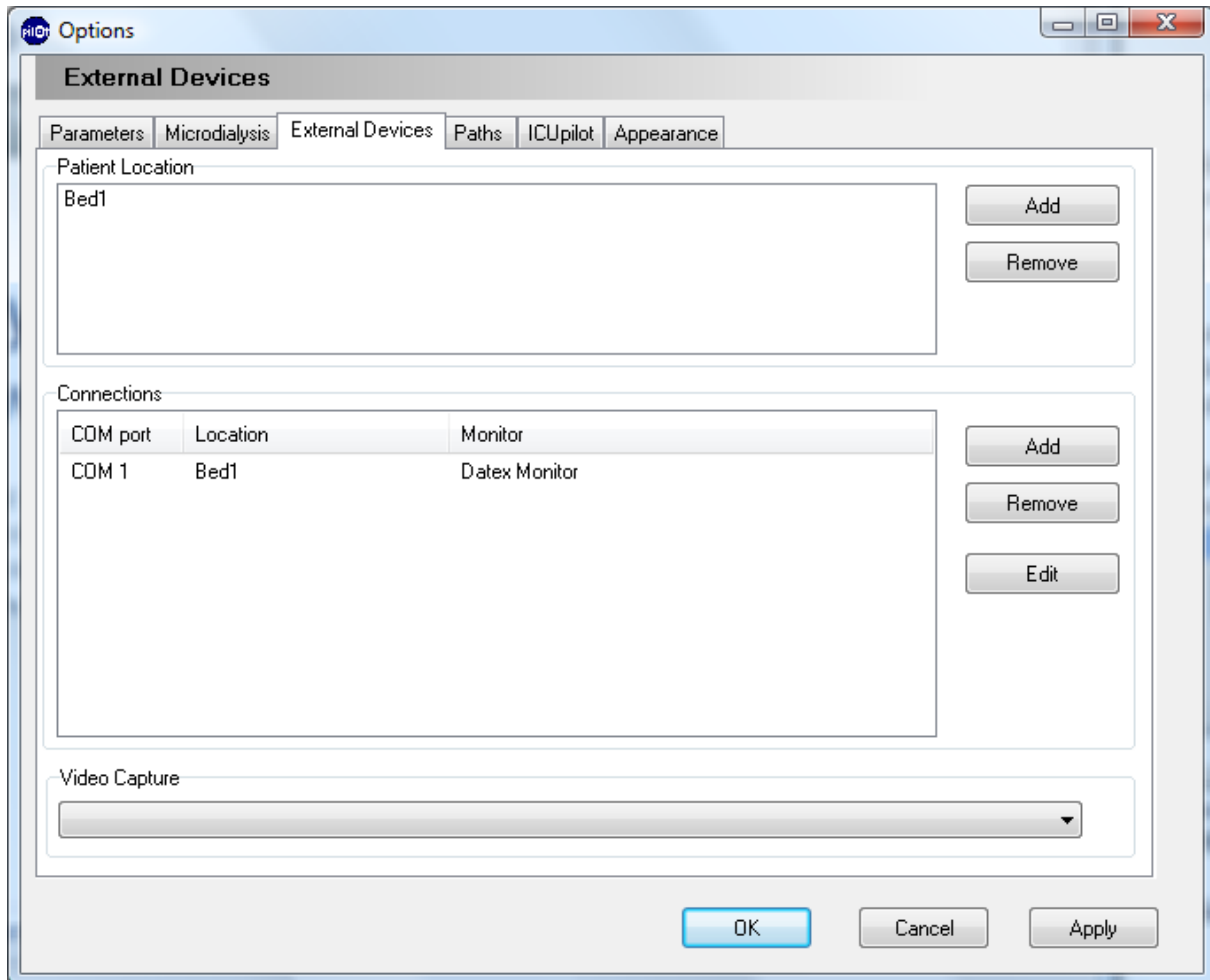 PilOt Options
External Devices
Parameters Microdialysis External Devices Paths ICUpilot Appearance
Patient Location
Bed1
Add
Remove
Connections
COM port Location Monitor
COM 1 Bed1 Datex Monitor
Add
Remove
Edit
Video Capture
OK Cancel Apply